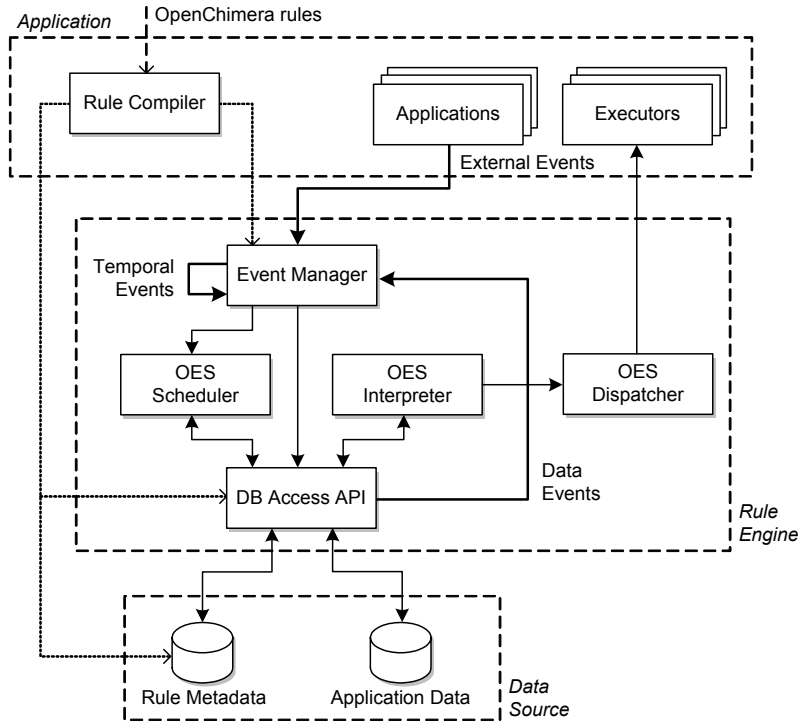 Application
OpenChimera rules
Rule Compiler
Applications
Executors
External Events
Temporal
Events
Event Manager
OES
Scheduler
OES
Interpreter
OES
Dispatcher
DB Access API
Data
Events
Rule
Engine
Rule Metadata
Application Data
Data
Source